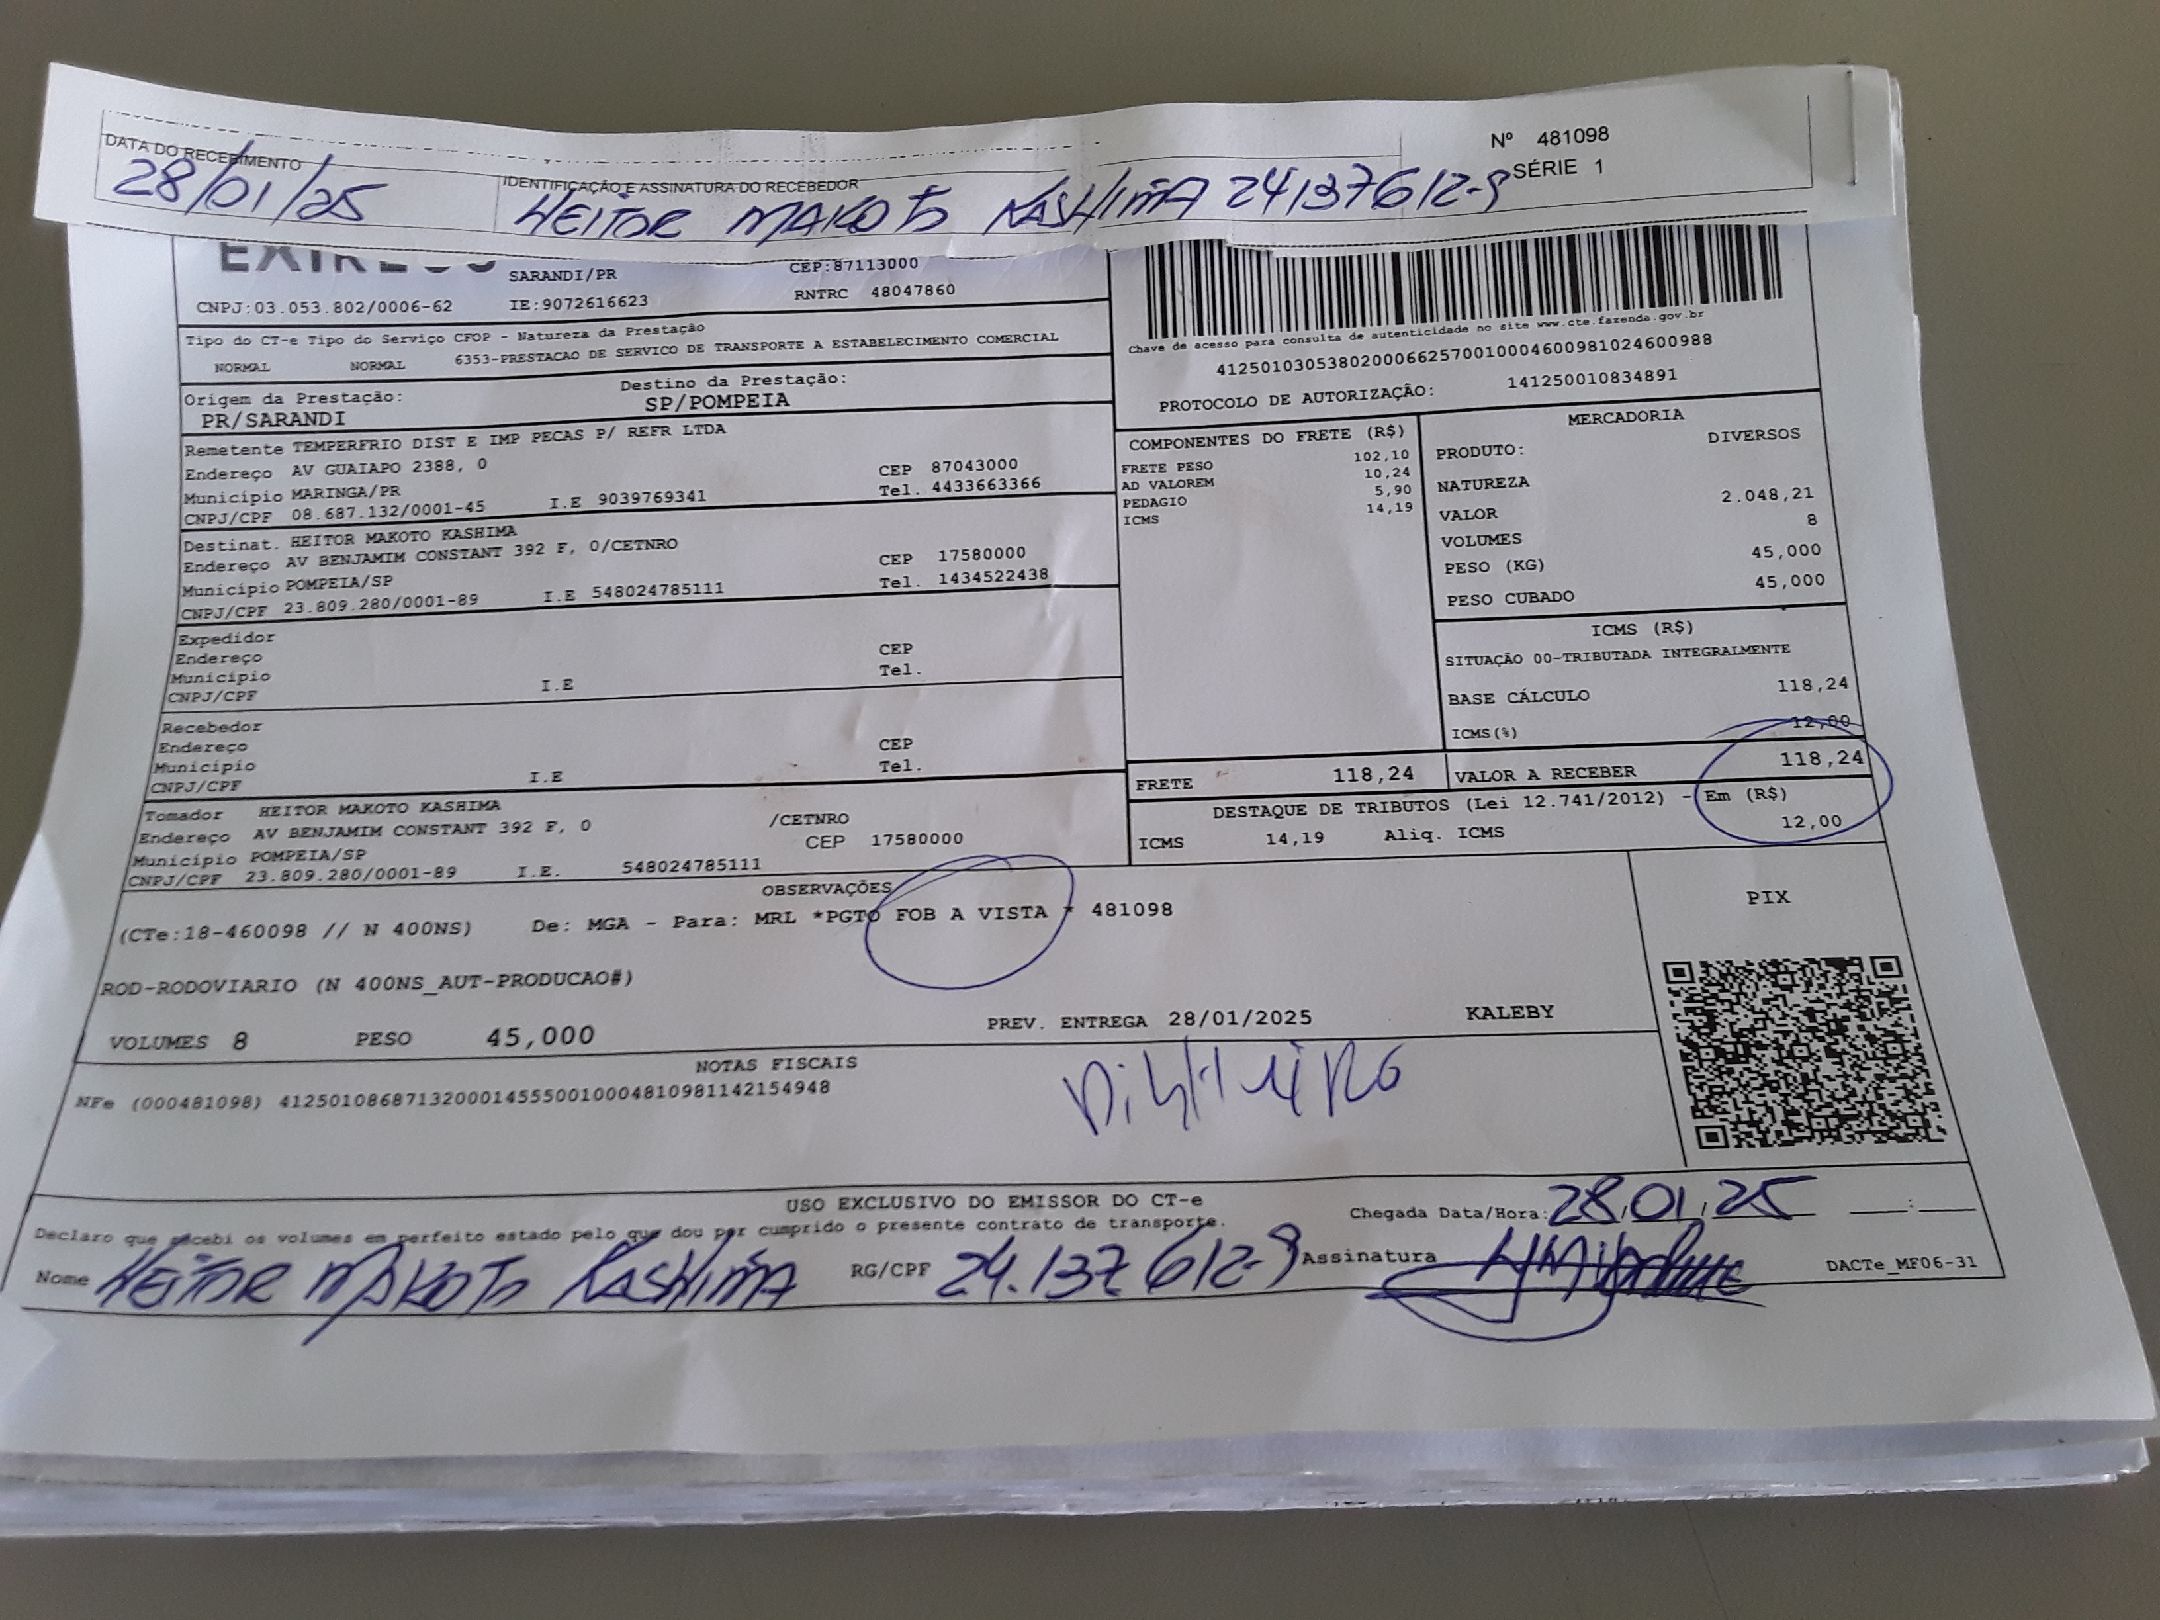 DATA DO RECEBIMENTO
28/01/25
IDENTIFICAÇÃO E ASSINATURA DO RECEBEDOR
HEITOR MAKOTO KASHIMA 24137612-9
Nº 481098
SÉRIE 1
SARANDI/PR
CEP:87113000
CNPJ:03.053.802/0006-62 IE:9072616623 RNTRC 48047860
Tipo do CT-e Tipo do Serviço CFOP - Natureza da Prestação
NORMAL NORMAL 6353-PRESTACAO DE SERVICO DE TRANSPORTE A ESTABELECIMENTO COMERCIAL
Origem da Prestação: Destino da Prestação:
PR/SARANDI SP/POMPEIA
Chave de acesso para consulta de autenticidade no site www.cte.fazenda.gov.br
41250103053802000662570010004600981024600988
PROTOCOLO DE AUTORIZAÇÃO: 141250010834891
Remetente TEMPERFRIO DIST E IMP PECAS P/ REFR LTDA
Endereço AV GUAIAPO 2388, 0 CEP 87043000
Município MARINGA/PR Tel. 4433663366
CNPJ/CPF 08.687.132/0001-45 I.E 9039769341
Destinat. HEITOR MAKOTO KASHIMA
Endereço AV BENJAMIM CONSTANT 392 F, 0/CETNRO CEP 17580000
Município POMPEIA/SP Tel. 1434522438
CNPJ/CPF 23.809.280/0001-89 I.E 548024785111
Expedidor
Endereço CEP
Município Tel.
CNPJ/CPF I.E
Recebedor
Endereço CEP
Município Tel.
CNPJ/CPF I.E
Tomador HEITOR MAKOTO KASHIMA
Endereço AV BENJAMIM CONSTANT 392 F, 0 /CETNRO
Município POMPEIA/SP CEP 17580000
CNPJ/CPF 23.809.280/0001-89 I.E. 548024785111
COMPONENTES DO FRETE (R$)
FRETE PESO 102,10
AD VALOREM 10,24
PEDAGIO 5,90
ICMS 14,19
MERCADORIA
PRODUTO: DIVERSOS
NATUREZA
VALOR 2.048,21
VOLUMES 8
PESO (KG) 45,000
PESO CUBADO 45,000
ICMS (R$)
SITUAÇÃO 00-TRIBUTADA INTEGRALMENTE
BASE CÁLCULO 118,24
ICMS(%) 12,00
FRETE 118,24 VALOR A RECEBER 118,24
DESTAQUE DE TRIBUTOS (Lei 12.741/2012) - Em (R$)
ICMS 14,19 Aliq. ICMS 12,00
OBSERVAÇÕES
(CTe:18-460098 // N 400NS) De: MGA - Para: MRL *PGTO FOB A VISTA * 481098
ROD-RODOVIARIO (N 400NS_AUT-PRODUCAO#)
VOLUMES 8 PESO 45,000 PREV. ENTREGA 28/01/2025 KALEBY
PIX
NOTAS FISCAIS
NFe (000481098) 41250108687132000145550010004810981142154948
USO EXCLUSIVO DO EMISSOR DO CT-e
Declaro que recebi os volumes em perfeito estado pelo que dou por cumprido o presente contrato de transporte.
Chegada Data/Hora: 28/01/25 :
Nome HEITOR MAKOTO KASHIMA RG/CPF 24.137 612-9 Assinatura
DACTe_MF06-31